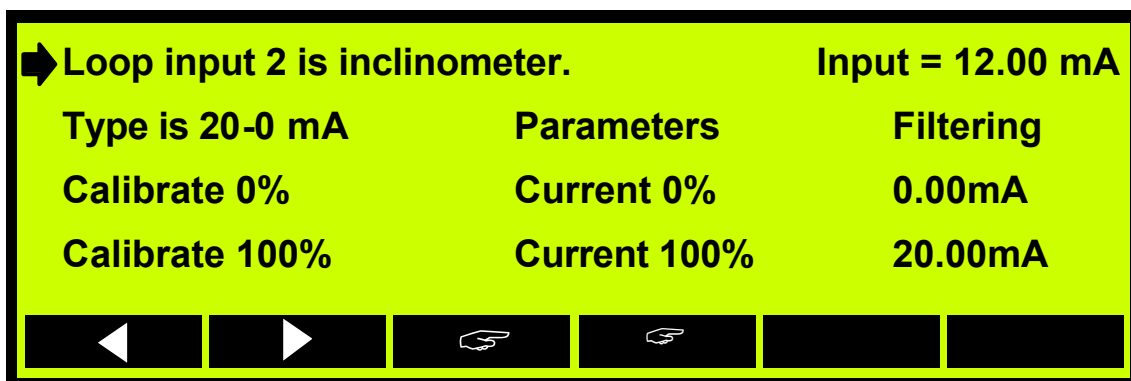 Loop input 2 is inclinometer. Input = 12.00 mA
Type is 20-0 mA Parameters Filtering
Calibrate 0% Current 0% 0.00mA
Calibrate 100% Current 100% 20.00mA